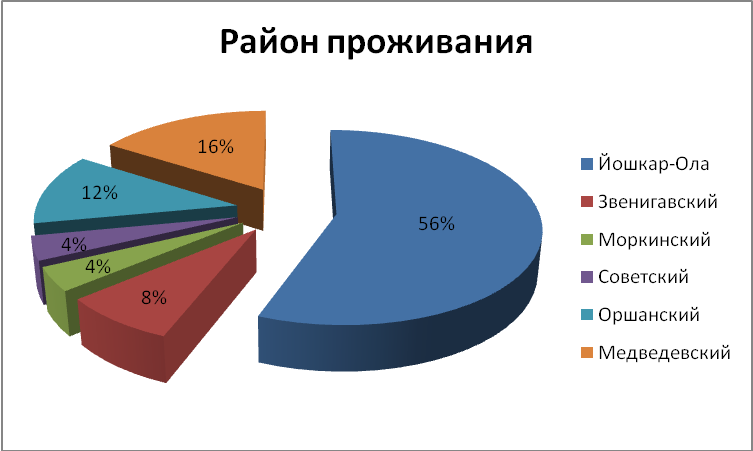 Район проживания
16%
12%
4%
4%
8%
56%
Йошкар-Ола
Звенигавский
Моркинский
Советский
Оршанский
Медведевский